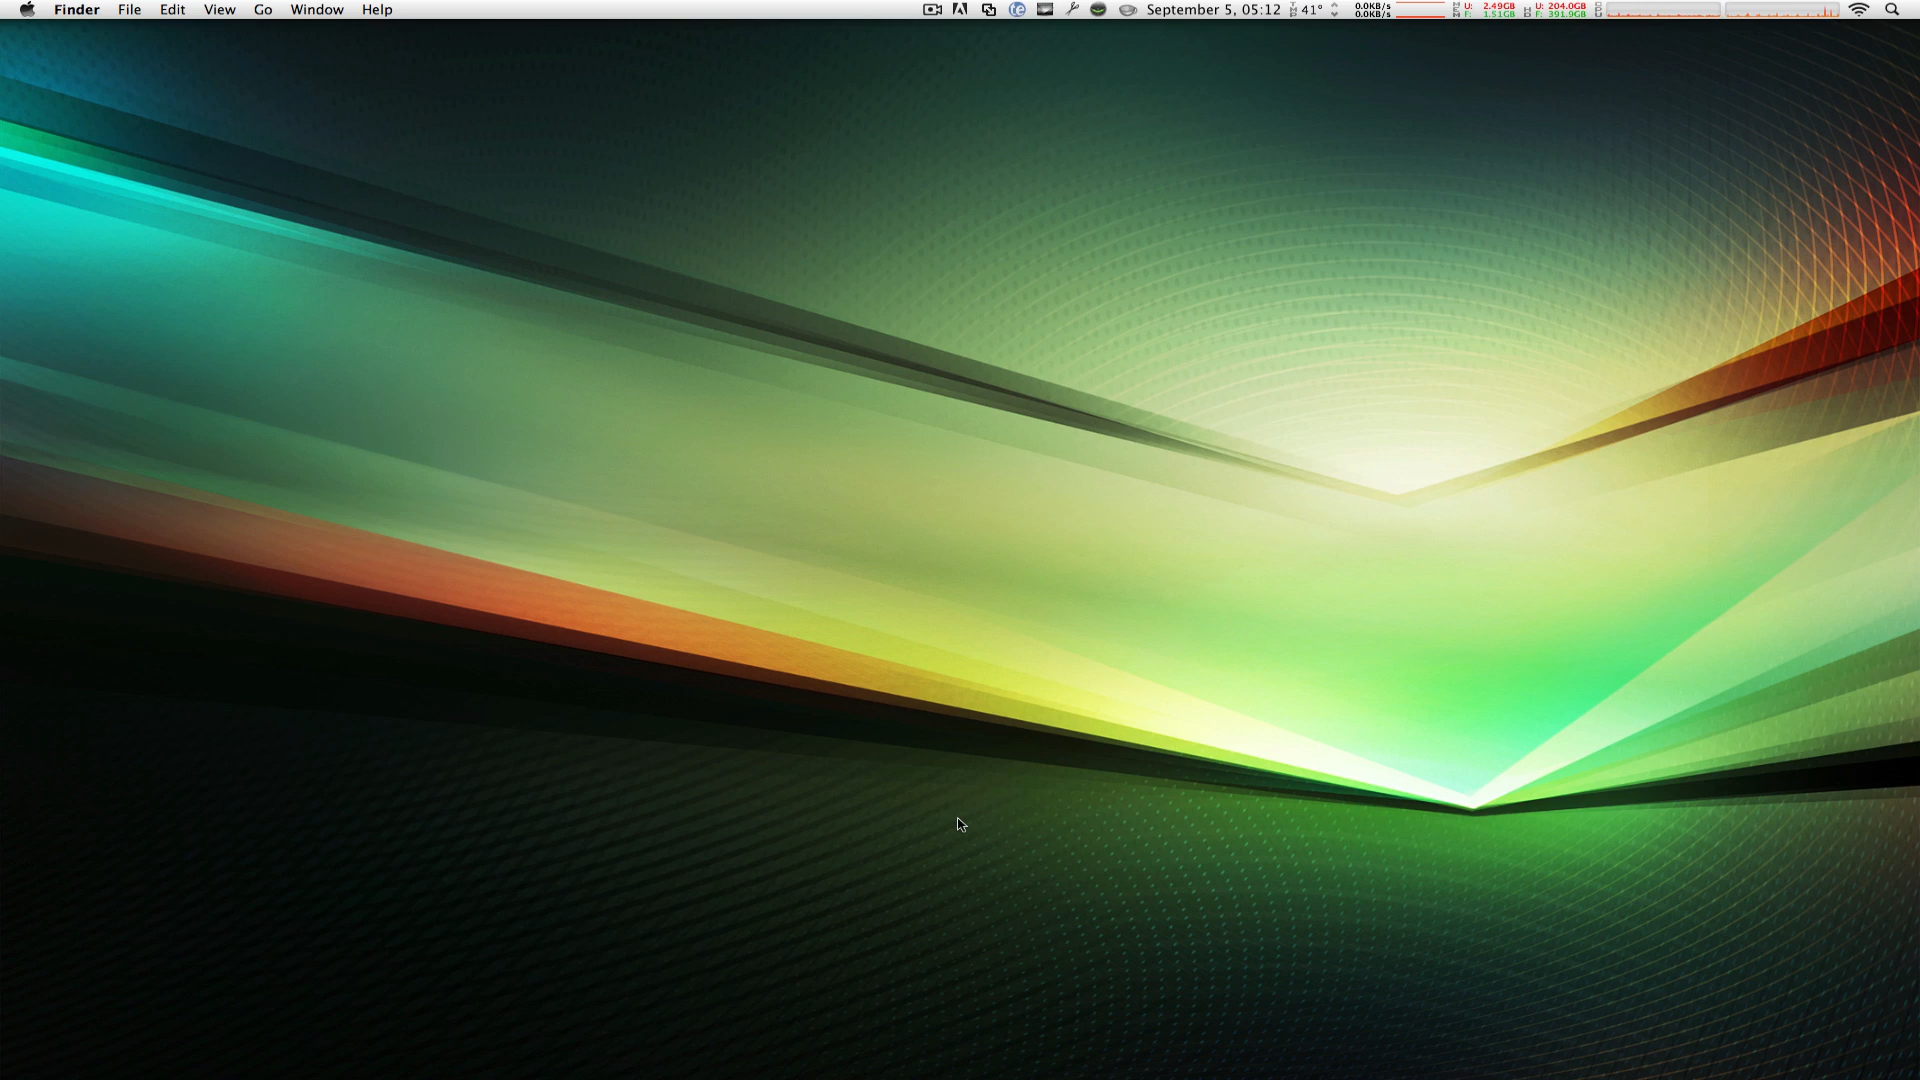 Finder File Edit View Go Window Help September 5, 05:12 41° 0.0KB/s U: 2.49GB U: 204.0GB
0.0KB/s F: 1.51GB F: 391.9GB